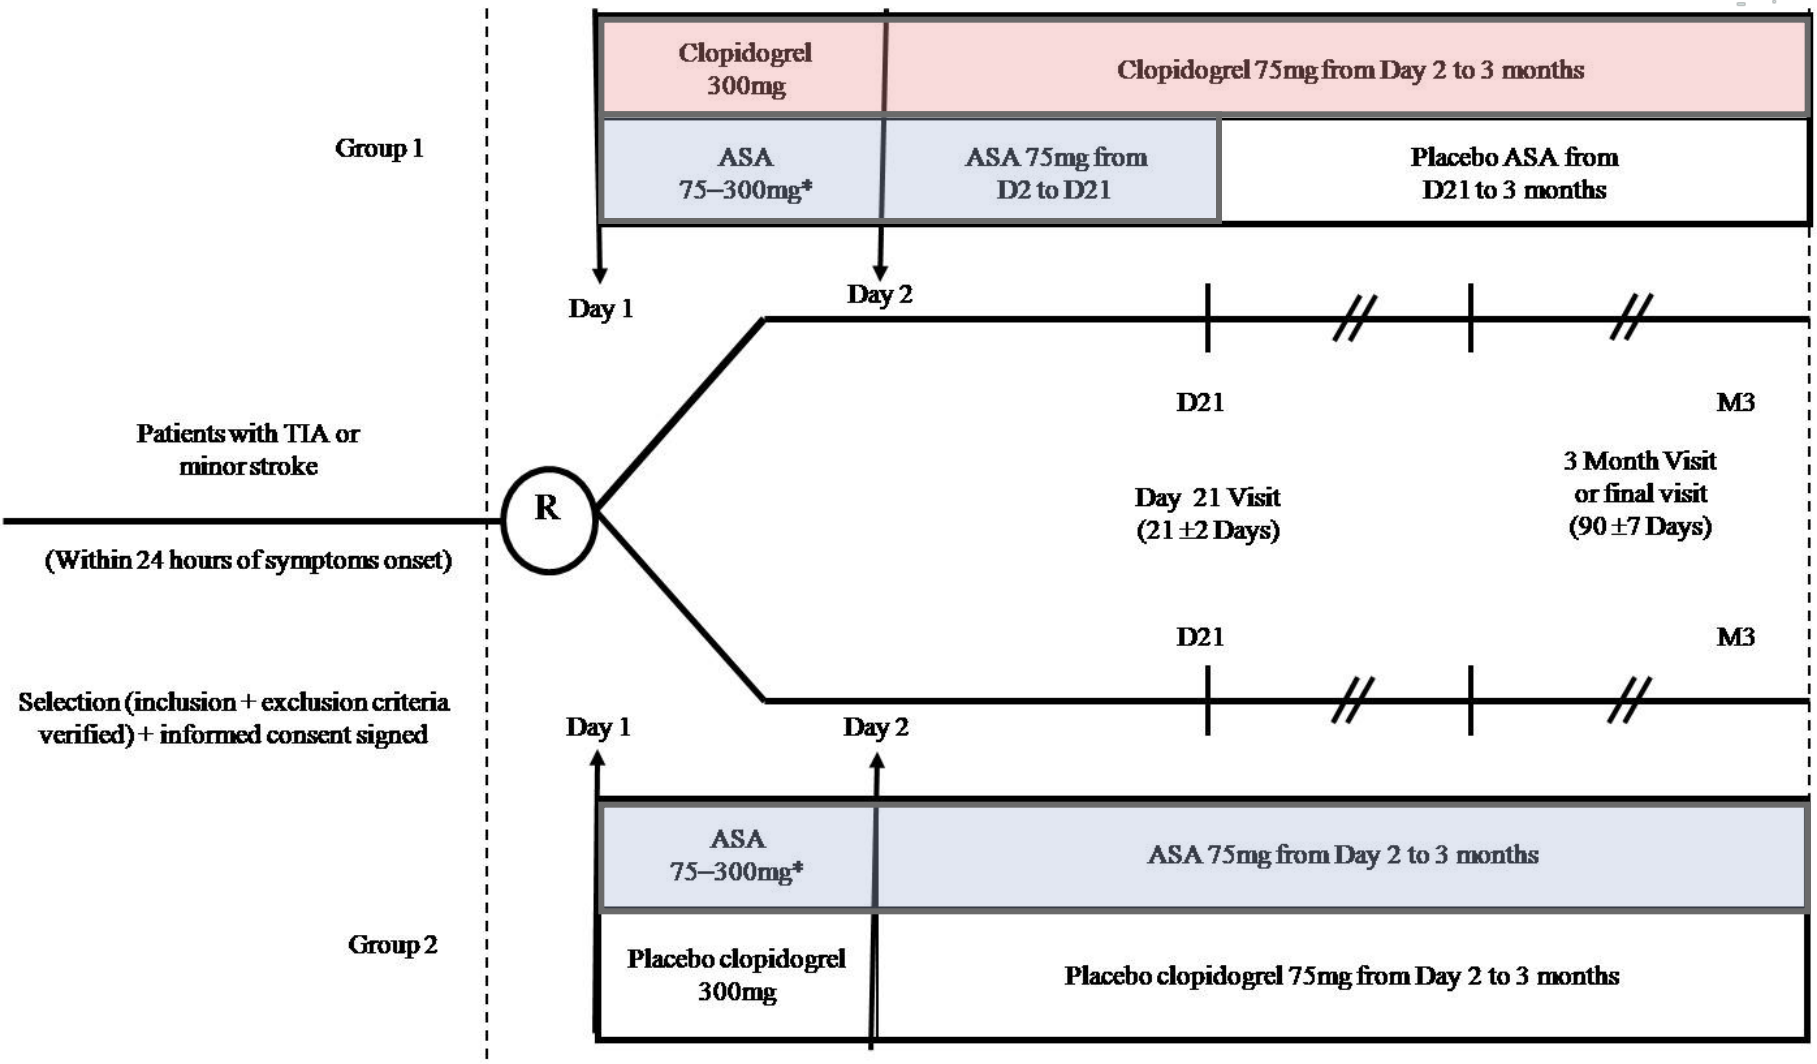 Clopidogrel
300mg
Clopidogrel 75mg from Day 2 to 3 months
Group 1
ASA
75–300mg*
ASA 75mg from
D2 to D21
Placebo ASA from
D21 to 3 months
Day 1
Day 2
D21
M3
Patients with TIA or
minor stroke
R
Day 21 Visit
(21 ±2 Days)
3 Month Visit
or final visit
(90 ±7 Days)
(Within 24 hours of symptoms onset)
D21
M3
Selection (inclusion + exclusion criteria
verified) + informed consent signed
Day 1
Day 2
ASA
75–300mg*
ASA 75mg from Day 2 to 3 months
Group 2
Placebo clopidogrel
300mg
Placebo clopidogrel 75mg from Day 2 to 3 months